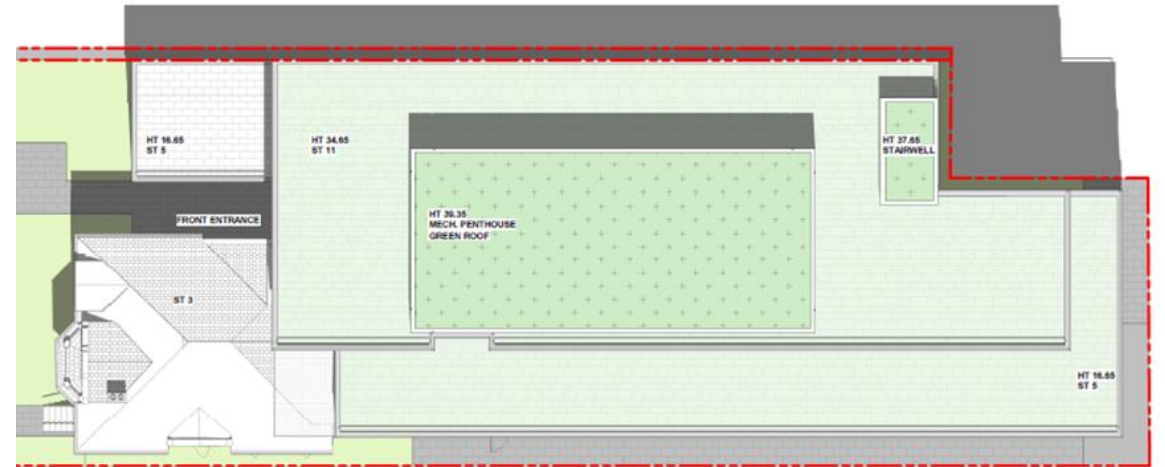 HT 16.65
ST 5
HT 34.65
ST 11
HT 37.65
STAIRWELL
FRONT ENTRANCE
HT 39.35
MECH. PENTHOUSE
GREEN ROOF
ST 3
HT 16.65
ST 5